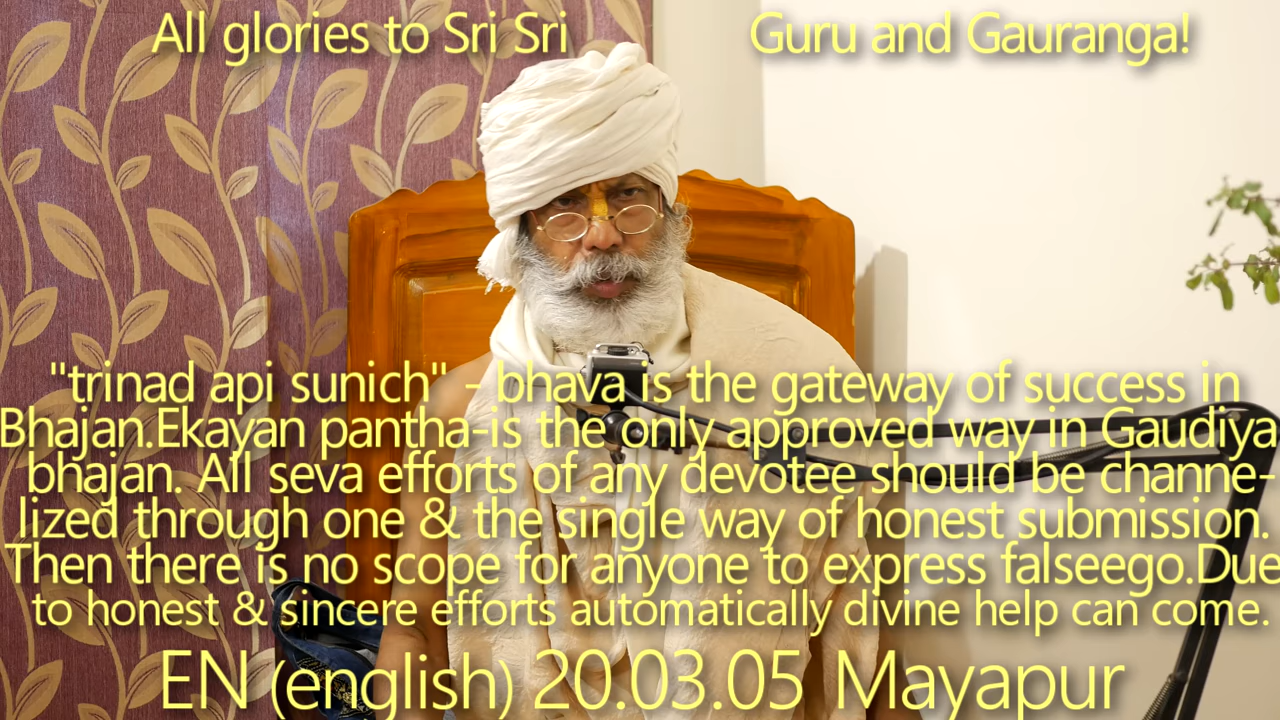 All glories to Sri Sri Guru and Gauranga!
"trinad api sunich" - bhava is the gateway of success in
Bhajan.Ekayan pantha-is the only approved way in Gaudiya
bhajan. All seva efforts of any devotee should be channe-
lized through one & the single way of honest submission.
Then there is no scope for anyone to express falseego.Due
to honest & sincere efforts automatically divine help can come.
EN (english) 20.03.05 Mayapur